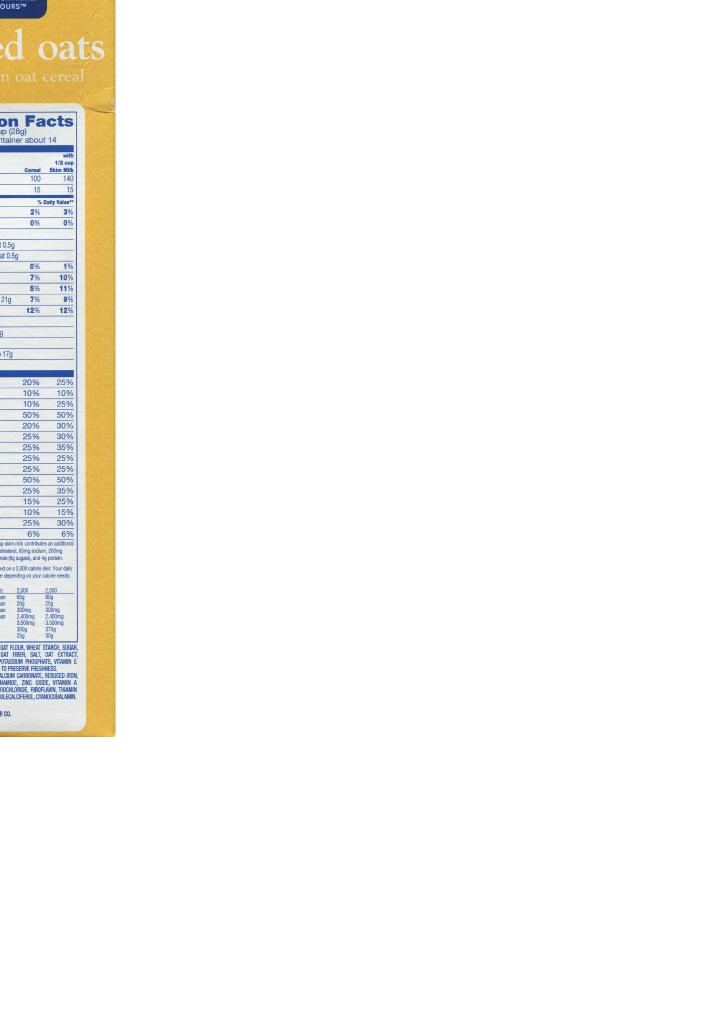 OURS™
ed oats
n oat cereal
on Facts
up (28g)
ntainer about 14
with
1/2 cup
Cereal Skim Milk
100 140
15 15
% Daily Value**
2% 3%
0% 0%
t 0.5g
at 0.5g
0% 1%
7% 10%
5% 11%
21g 7% 9%
12% 12%
g
17g
20% 25%
10% 10%
10% 25%
50% 50%
20% 30%
25% 30%
25% 35%
25% 25%
25% 25%
50% 50%
25% 35%
15% 25%
10% 15%
25% 30%
6% 6%
up skim milk contributes an additional
olesterol, 65mg sodium, 200mg
rate (6g sugars), and 4g protein.
ed on a 2,000 calorie diet. Your daily
er depending on your calorie needs:
2,000 2,500
an 65g 80g
an 20g 25g
an 300mg 300mg
an 2,400mg 2,400mg
3,500mg 3,500mg
300g 375g
25g 30g
OAT FLOUR, WHEAT STARCH, SUGAR,
OAT FIBER, SALT, OAT EXTRACT,
POTASSIUM PHOSPHATE, VITAMIN E
TO PRESERVE FRESHNESS.
ALCIUM CARBONATE, REDUCED IRON,
NAMIDE, ZINC OXIDE, VITAMIN A
ROCHLORIDE, RIBOFLAVIN, THIAMIN
OLECALCIFEROL, CYANOCOBALAMIN.
R CO.